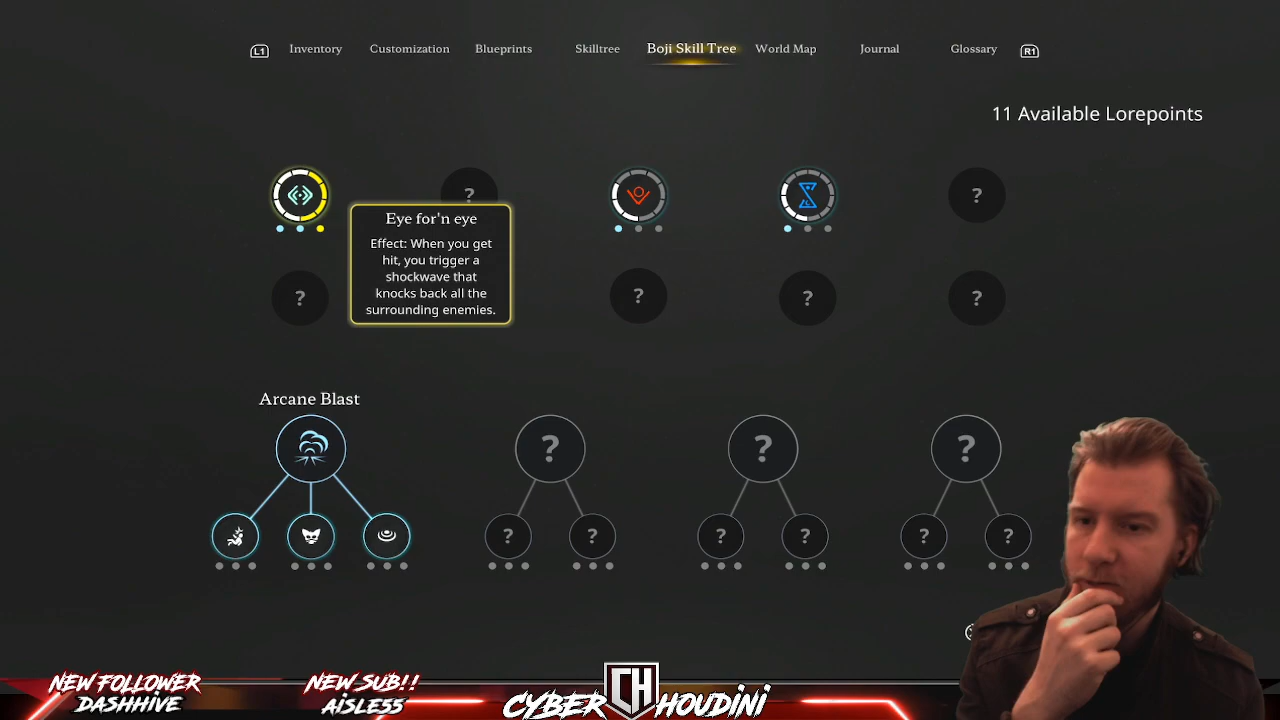 L1 Inventory Customization Blueprints Skilltree Boji Skill Tree World Map Journal Glossary R1
11 Available Lorepoints
?
?
Eye for'n eye
Effect: When you get
hit, you trigger a
shockwave that
knocks back all the
surrounding enemies.
? ? ? ?
Arcane Blast
? ? ?
? ? ? ? ? ?
NEW FOLLOWER
DASHHIVE
NEW SUB!!
AISLE55
CYBER CH HOUDINI